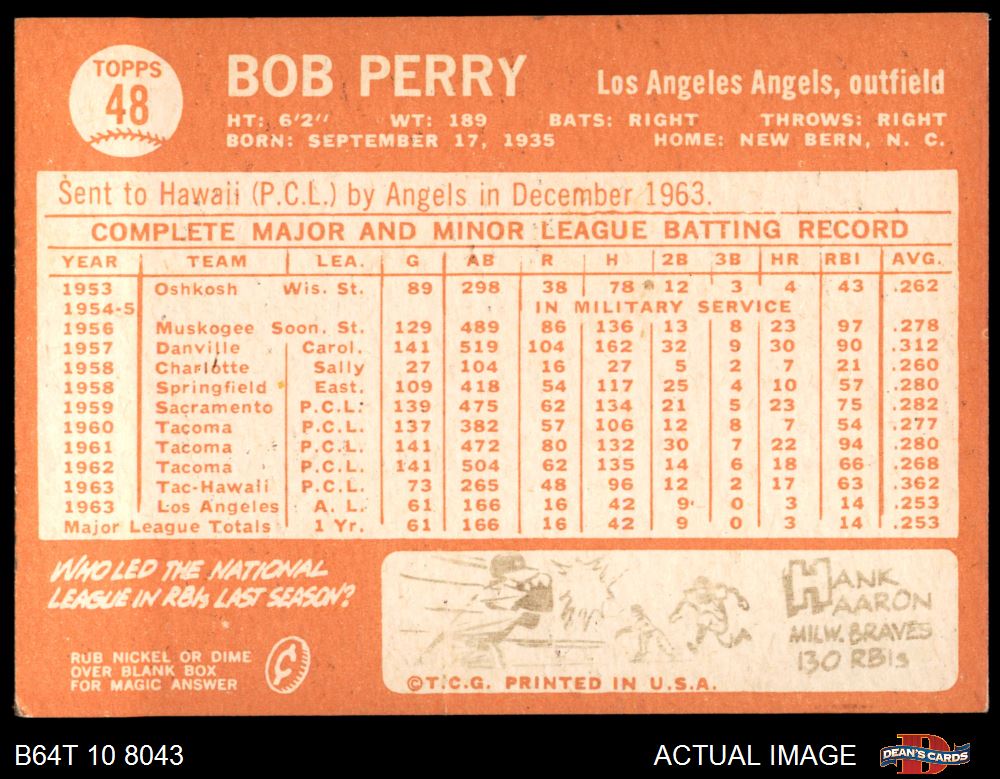 TOPPS
48
BOB PERRY
Los Angeles Angels, outfield
HT: 6'2" WT: 189 BATS: RIGHT THROWS: RIGHT
BORN: SEPTEMBER 17, 1935 HOME: NEW BERN, N. C.
Sent to Hawaii (P.C.L.) by Angels in December 1963.
COMPLETE MAJOR AND MINOR LEAGUE BATTING RECORD
YEAR TEAM LEA. G AB R H 2B 3B HR RBI AVG.
1953 Oshkosh Wis. St. 89 298 38 78 12 3 4 43 .262
1954-5 IN MILITARY SERVICE
1956 Muskogee Soon. St. 129 489 86 136 13 8 23 97 .278
1957 Danville Carol. 141 519 104 162 32 9 30 90 .312
1958 Charlotte Sally 27 104 16 27 5 2 7 21 .260
1958 Springfield East. 109 418 54 117 25 4 10 57 .280
1959 Sacramento P.C.L. 139 475 62 134 21 5 23 75 .282
1960 Tacoma P.C.L. 137 382 57 106 12 8 7 54 .277
1961 Tacoma P.C.L. 141 472 80 132 30 7 22 94 .280
1962 Tacoma P.C.L. 141 504 62 135 14 6 18 66 .268
1963 Tac-Hawaii P.C.L. 73 265 48 96 12 2 17 63 .362
1963 Los Angeles A. L. 61 166 16 42 9 0 3 14 .253
Major League Totals 1 Yr. 61 166 16 42 9 0 3 14 .253
WHO LED THE NATIONAL
LEAGUE IN RBIs LAST SEASON?
RUB NICKEL OR DIME
OVER BLANK BOX
FOR MAGIC ANSWER
HANK
AARON
MILW. BRAVES
130 RBIs
©T.C.G. PRINTED IN U.S.A.
B64T 10 8043
ACTUAL IMAGE
DEAN'S CARDS